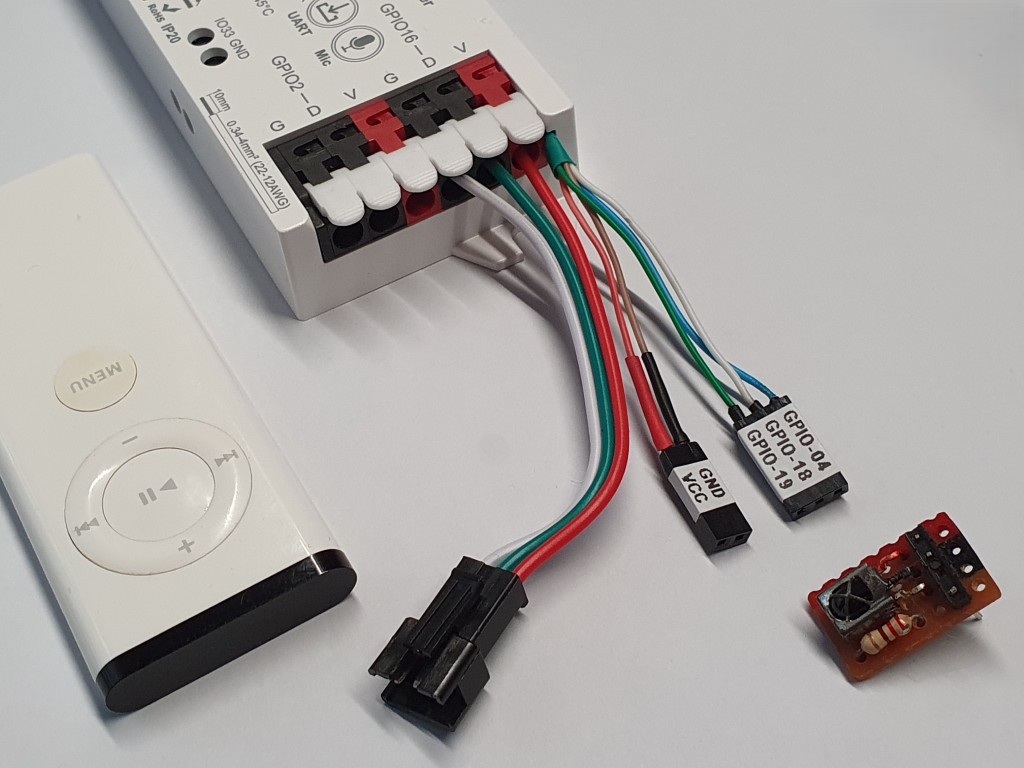 RoHS IP20
IO33 GND
45°C
UART
Mic
GPIO16
GPIO2
10mm
0.34-4mm² (22-12AWG)
MENU
GND
VCC
GPIO-04
GPIO-18
GPIO-19